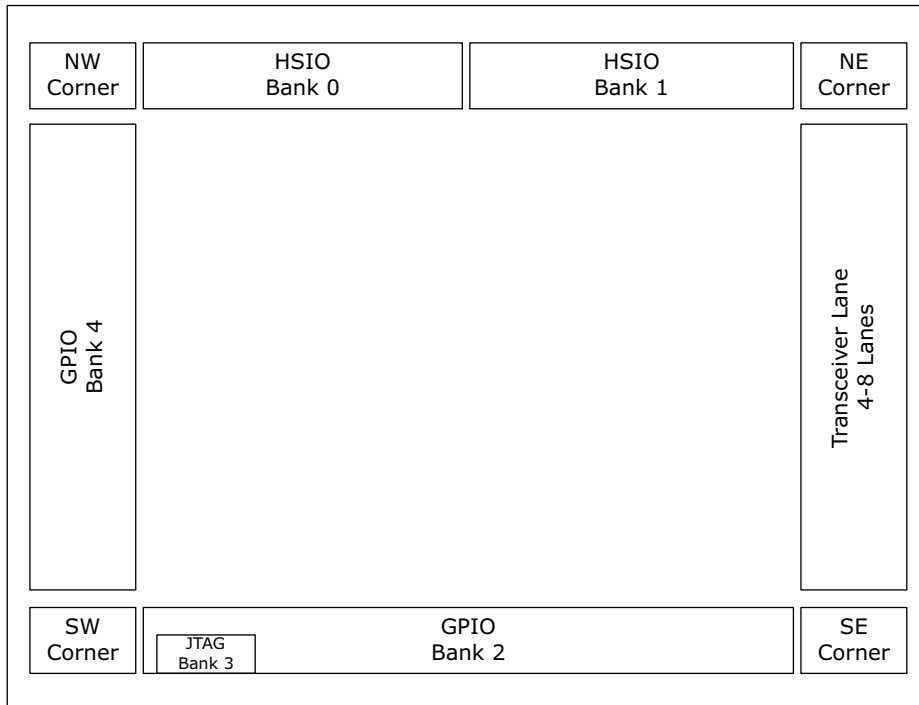 NW
Corner
HSIO
Bank 0
HSIO
Bank 1
NE
Corner
GPIO
Bank 4
Transceiver Lane
4-8 Lanes
SW
Corner
JTAG
Bank 3
GPIO
Bank 2
SE
Corner